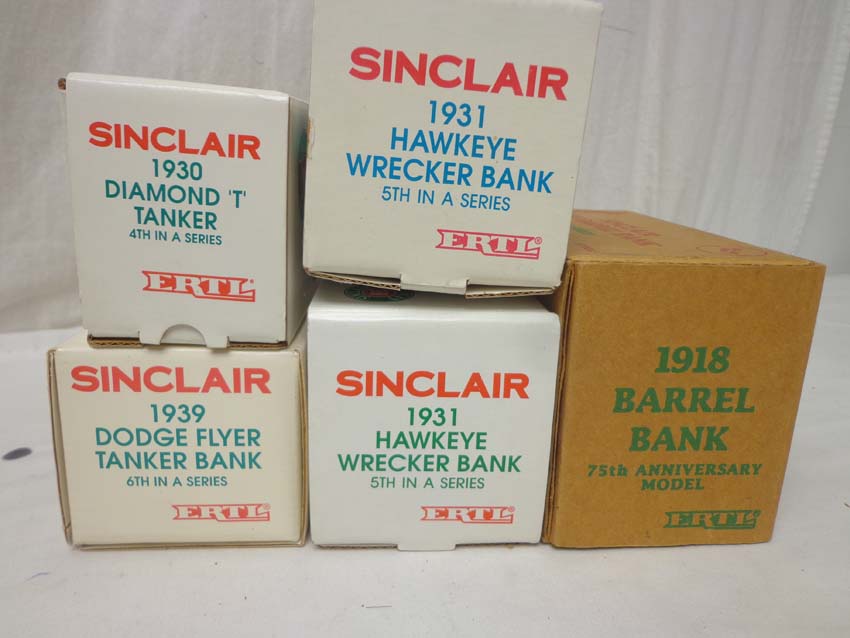 SINCLAIR
1930
DIAMOND 'T'
TANKER
4TH IN A SERIES
ERTL®
SINCLAIR
1931
HAWKEYE
WRECKER BANK
5TH IN A SERIES
ERTL®
SINCLAIR
1939
DODGE FLYER
TANKER BANK
6TH IN A SERIES
ERTL®
SINCLAIR
1931
HAWKEYE
WRECKER BANK
5TH IN A SERIES
ERTL®
1918
BARREL
BANK
75th ANNIVERSARY
MODEL
ERTL®